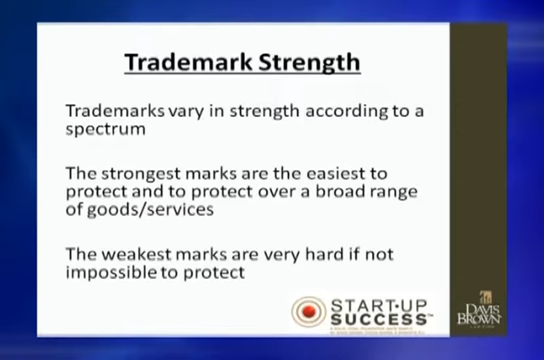 Trademark Strength
Trademarks vary in strength according to a
spectrum
The strongest marks are the easiest to
protect and to protect over a broad range
of goods/services
The weakest marks are very hard if not
impossible to protect
START-UP
SUCCESS™
DAVIS
BROWN